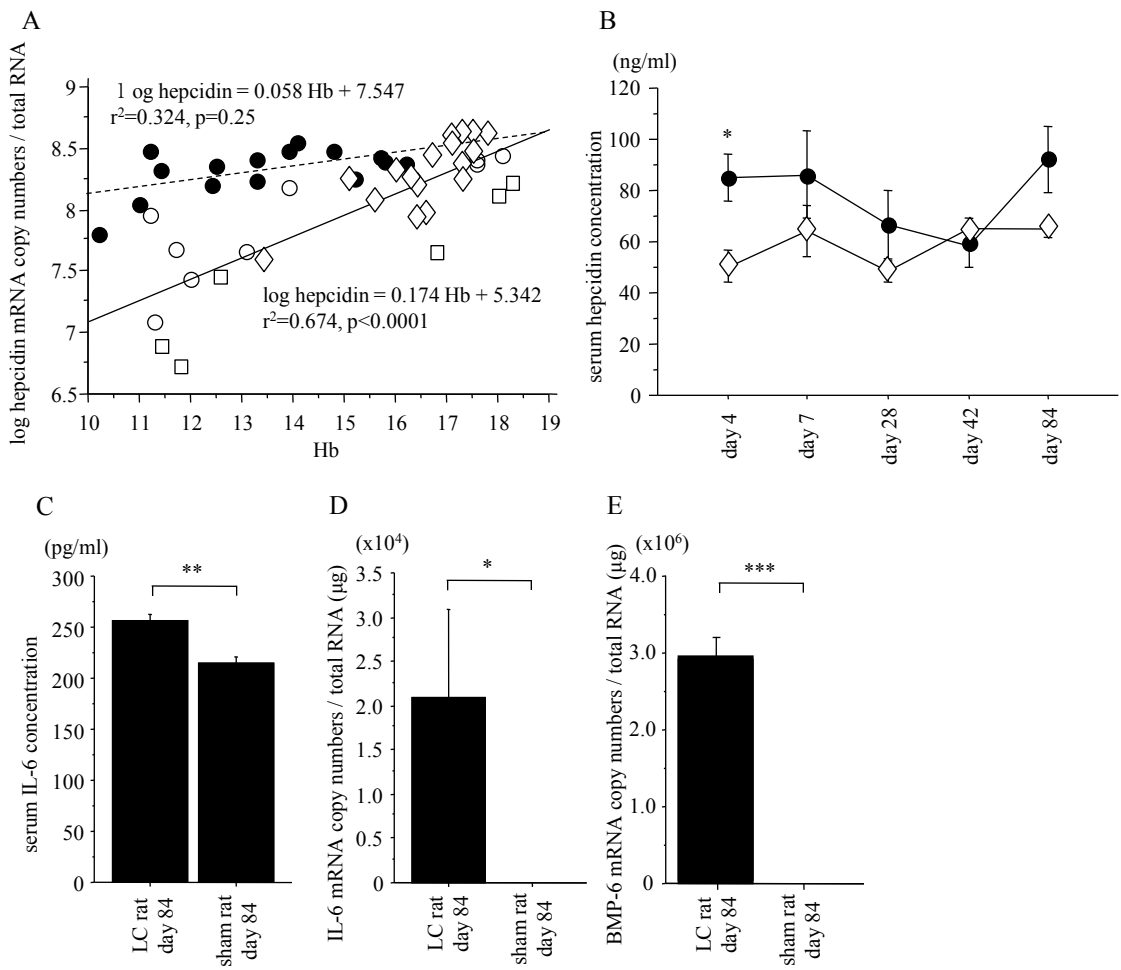 A
log hepcidin mRNA copy numbers / total RNA
9
8.5
8
7.5
7
6.5
l og hepcidin = 0.058 Hb + 7.547
r²=0.324, p=0.25
log hepcidin = 0.174 Hb + 5.342
r²=0.674, p<0.0001
10 11 12 13 14 15 16 17 18 19
Hb
B
(ng/ml)
serum hepcidin concentration
120
100
80
60
40
20
0
*
day 4
day 7
day 28
day 42
day 84
C
(pg/ml)
serum IL-6 concentration
300
250
250
200
150
100
50
0
**
LC rat
day 84
sham rat
day 84
D
(x10⁴)
IL-6 mRNA copy numbers / total RNA (μg)
3.5
3.0
2.5
2.0
1.5
1.0
0.5
0
*
LC rat
day 84
sham rat
day 84
E
(x10⁶)
BMP-6 mRNA copy numbers / total RNA (μg)
4.0
3.0
2.0
1.0
0.0
***
LC rat
day 84
sham rat
day 84